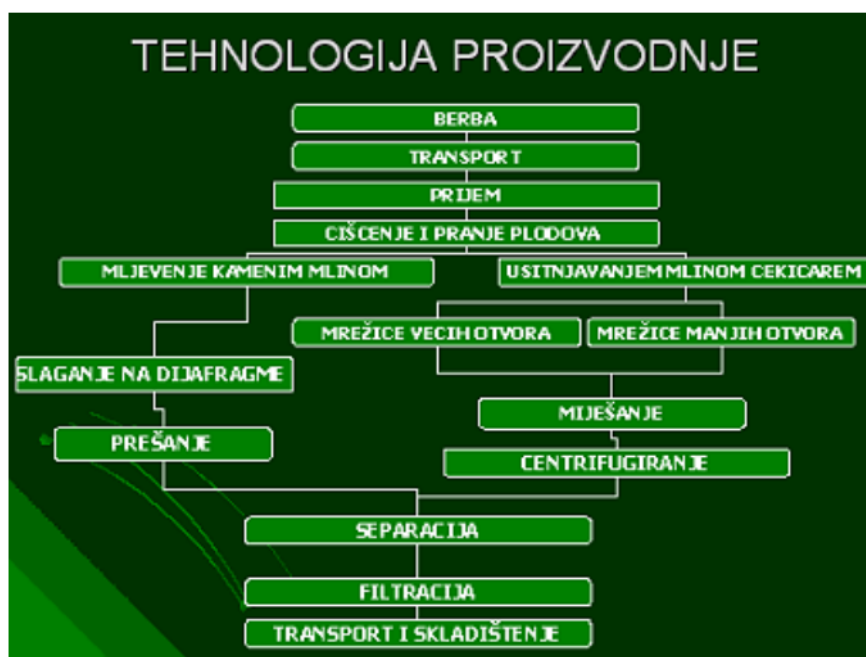 TEHNOLOGIJA PROIZVODNJE
BERBA
TRANSPORT
PRIJEM
CIŠCENJE I PRANJE PLODOVA
MLJEVENJE KAMENIM MLINOM
USITNJAVANJEM MLINOM CEKICAREM
MREŽICE VECIH OTVORA
MREŽICE MANJIH OTVORA
SLAGANJE NA DIJAFRAGME
MIJEŠANJE
PREŠANJE
CENTRIFUGIRANJE
SEPARACIJA
FILTRACIJA
TRANSPORT I SKLADIŠTENJE